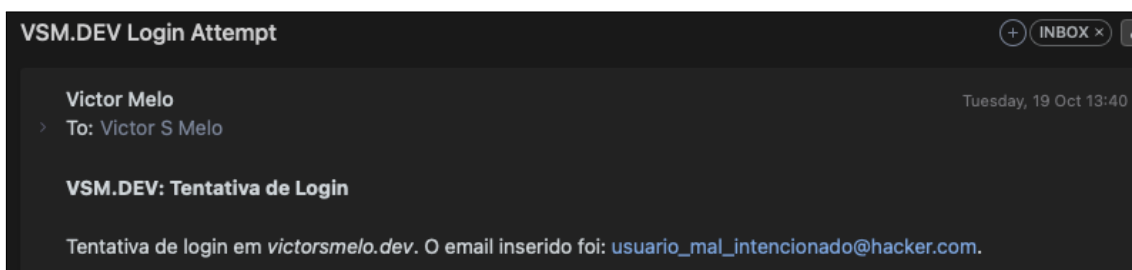 VSM.DEV Login Attempt
+ INBOX ×
Victor Melo
Tuesday, 19 Oct 13:40
> To: Victor S Melo
VSM.DEV: Tentativa de Login
Tentativa de login em victorsmelo.dev. O email inserido foi: usuario_mal_intencionado@hacker.com.